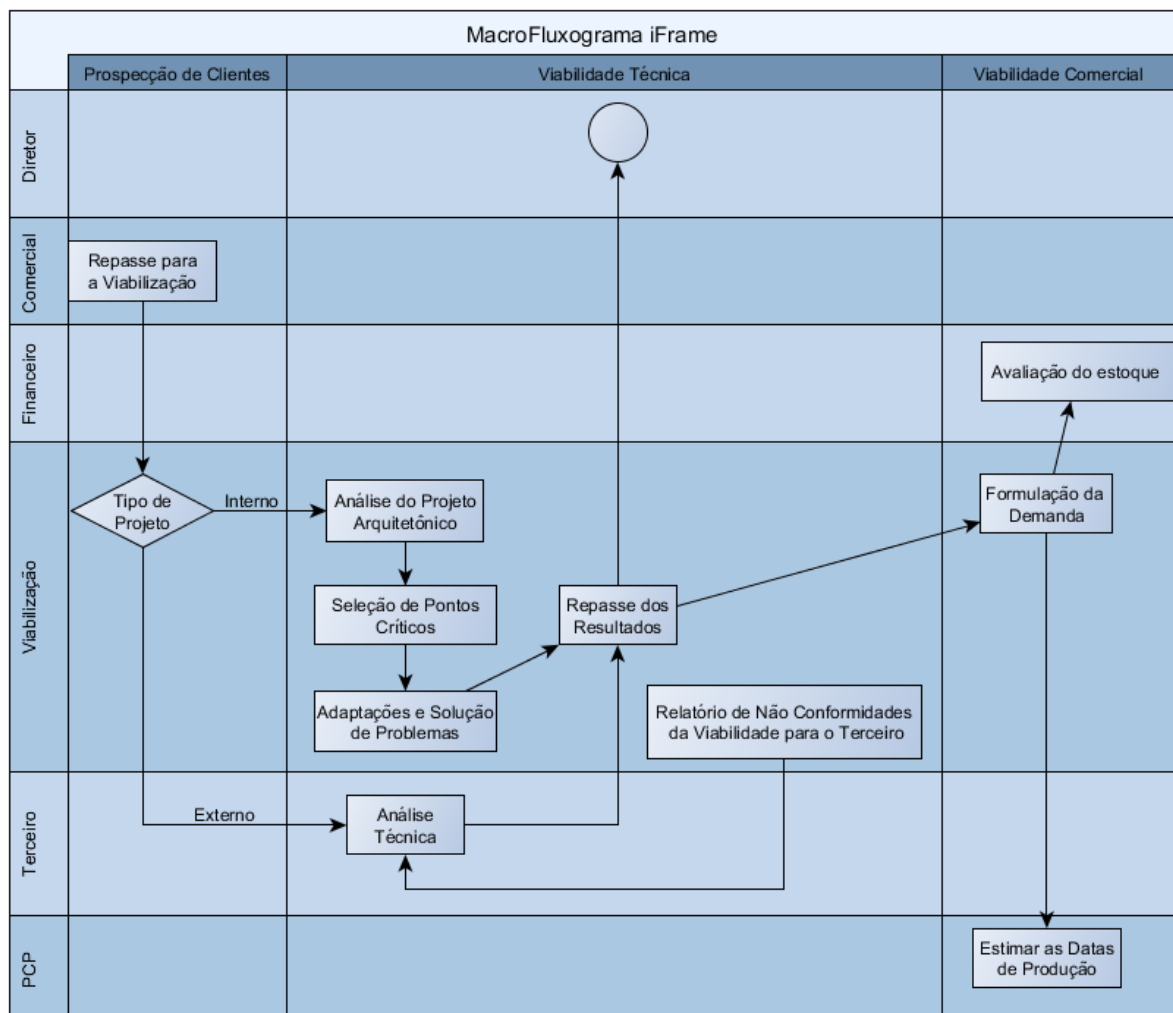 MacroFluxograma iFrame
Prospecção de Clientes
Viabilidade Técnica
Viabilidade Comercial
Diretor
Comercial
Repasse para
a Viabilização
Financeiro
Avaliação do estoque
Viabilização
Tipo de
Projeto
Interno
Análise do Projeto
Arquitetônico
Formulação da
Demanda
Seleção de Pontos
Críticos
Repasse dos
Resultados
Adaptações e Solução
de Problemas
Relatório de Não Conformidades
da Viabilidade para o Terceiro
Terceiro
Externo
Análise
Técnica
PCP
Estimar as Datas
de Produção